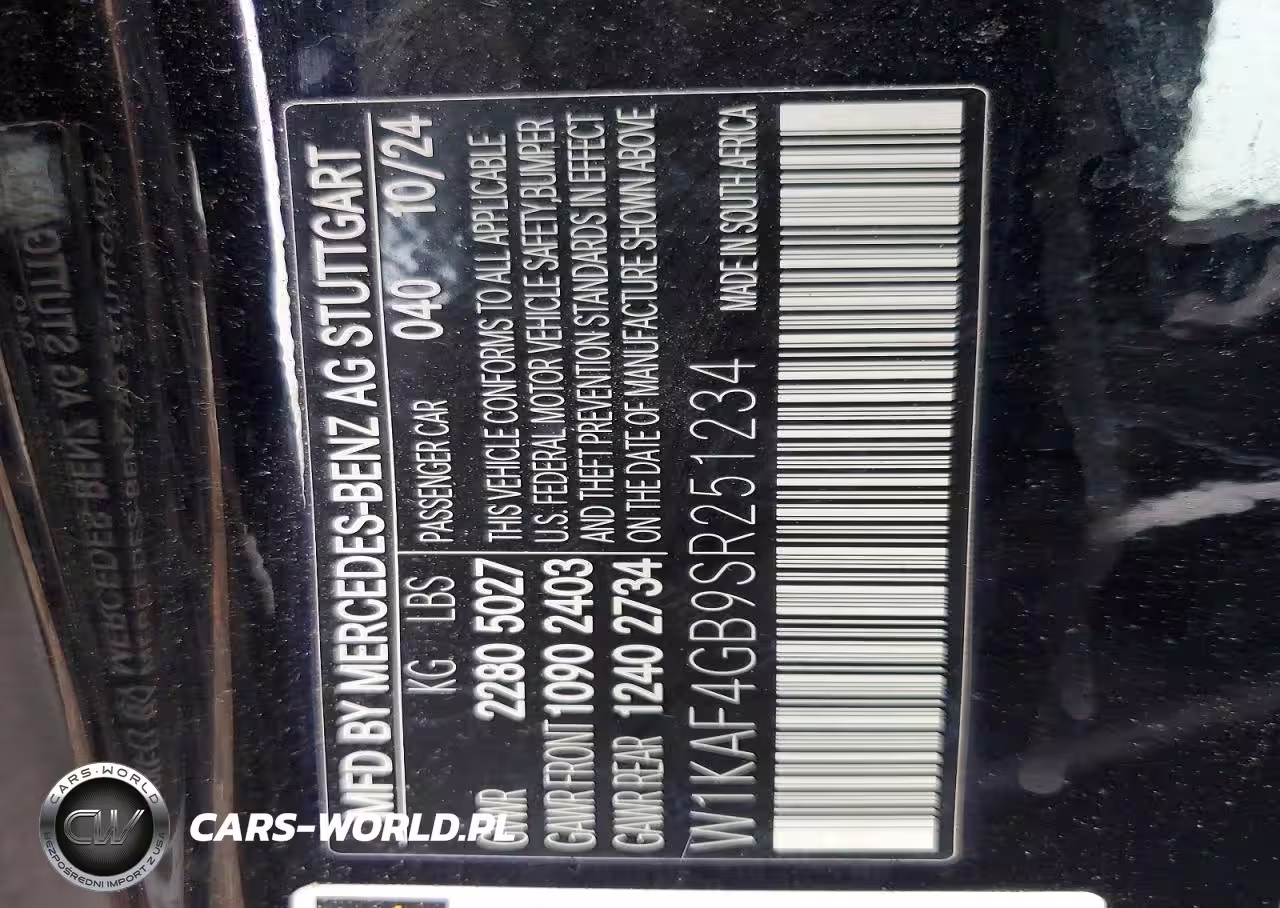 MFD BY MERCEDES-BENZ AG STUTTGART
KG LBS PASSENGER CAR 040 10/24
GVWR 2280 5027 THIS VEHICLE CONFORMS TO ALL APPLICABLE
U.S. FEDERAL MOTOR VEHICLE SAFETY,BUMPER
GAWR FRONT 1090 2403 AND THEFT PREVENTION STANDARDS IN EFFECT
GAWR REAR 1240 2734 ON THE DATE OF MANUFACTURE SHOWN ABOVE
W1KAF4GB9SR251234 MADE IN SOUTH AFRICA
CARS-WORLD
CW
BEZPOŚREDNI IMPORT Z USA
CARS-WORLD.PL